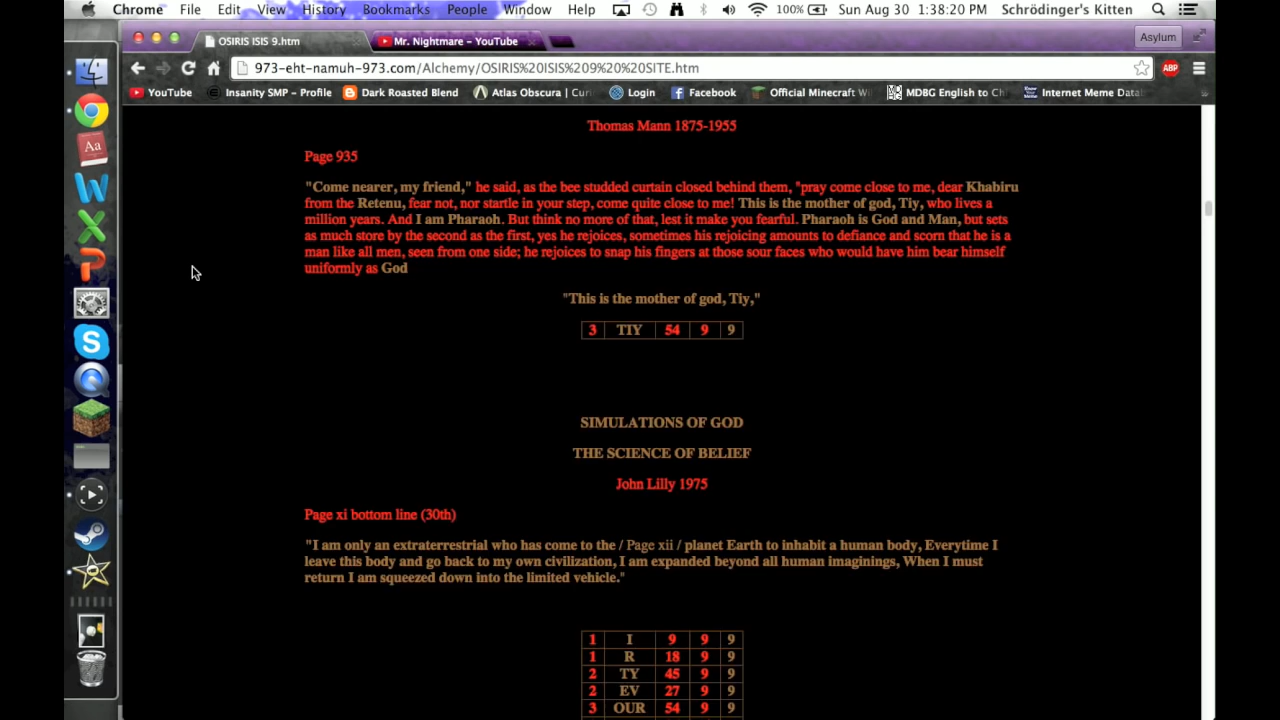 Chrome File Edit View History Bookmarks People Window Help 100% Sun Aug 30 1:38:20 PM Schrödinger's Kitten
OSIRIS ISIS 9.htm Mr. Nightmare - YouTube Asylum
973-eht-namuh-973.com/Alchemy/OSIRIS%20ISIS%209%20%20SITE.htm ABP
YouTube Insanity SMP - Profile Dark Roasted Blend Atlas Obscura | Cur Login Facebook Official Minecraft Wi MDBG English to Ch Internet Meme Data
Thomas Mann 1875-1955
Page 935
"Come nearer, my friend," he said, as the bee studded curtain closed behind them, "pray come close to me, dear Khabiru
from the Retenu, fear not, nor startle in your step, come quite close to me! This is the mother of god, Tiy, who lives a
million years. And I am Pharaoh. But think no more of that, lest it make you fearful. Pharaoh is God and Man, but sets
as much store by the second as the first, yes he rejoices, sometimes his rejoicing amounts to defiance and scorn that he is a
man like all men, seen from one side; he rejoices to snap his fingers at those sour faces who would have him bear himself
uniformly as God
"This is the mother of god, Tiy,"
3 TIY 54 9 9
SIMULATIONS OF GOD
THE SCIENCE OF BELIEF
John Lilly 1975
Page xi bottom line (30th)
"I am only an extraterrestrial who has come to the / Page xii / planet Earth to inhabit a human body, Everytime I
leave this body and go back to my own civilization, I am expanded beyond all human imaginings, When I must
return I am squeezed down into the limited vehicle."
1 I 9 9 9
1 R 18 9 9
2 TY 45 9 9
2 EV 27 9 9
3 OUR 54 9 9
Aa
W
X
P
S